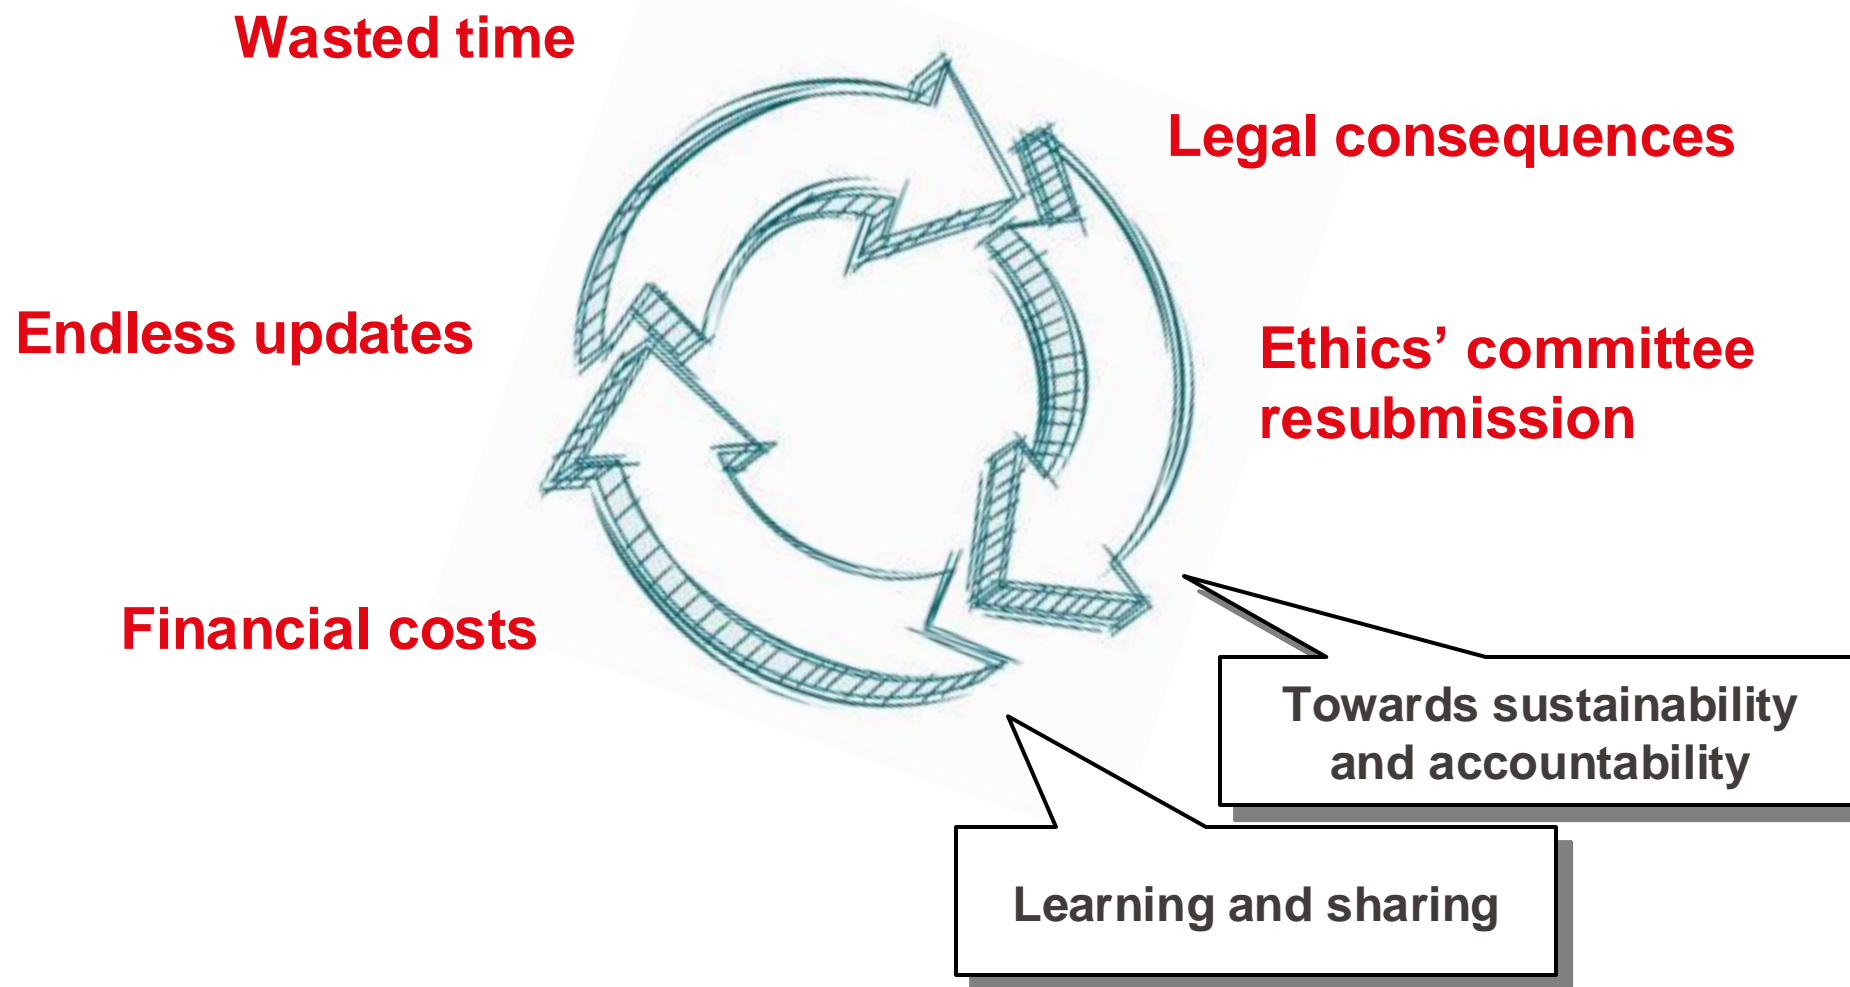 Wasted time
Legal consequences
Endless updates
Ethics’ committee
resubmission
Financial costs
Towards sustainability
and accountability
Learning and sharing